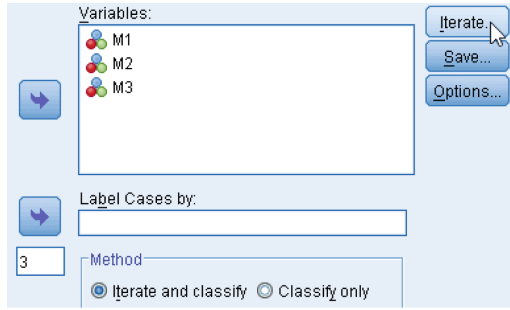 Variables:
M1
M2
M3
Iterate...
Save...
Options...
Label Cases by:
3
Method
Iterate and classify
Classify only